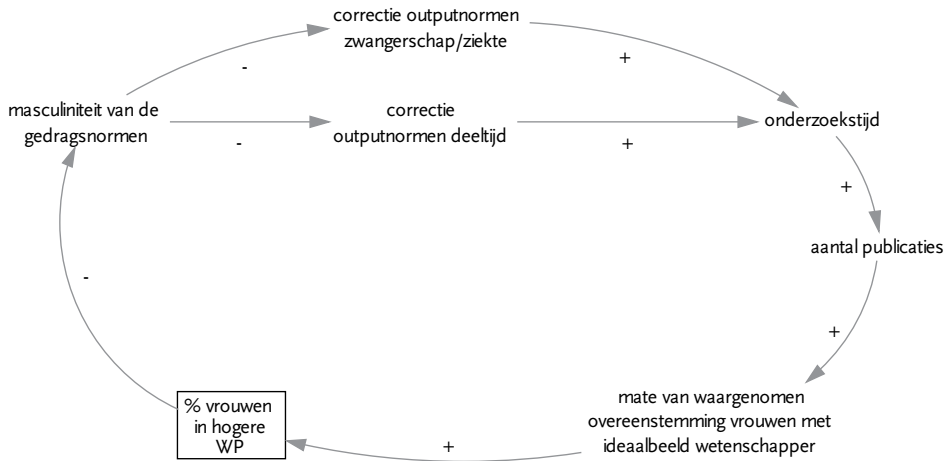 correctie outputnormen
zwangerschap/ziekte
-
+
masculiniteit van de
gedragsnormen
correctie
outputnormen deeltijd
onderzoekstijd
-
+
+
aantal publicaties
-
+
% vrouwen
in hogere
WP
mate van waargenomen
overeenstemming vrouwen met
ideaalbeeld wetenschapper
+